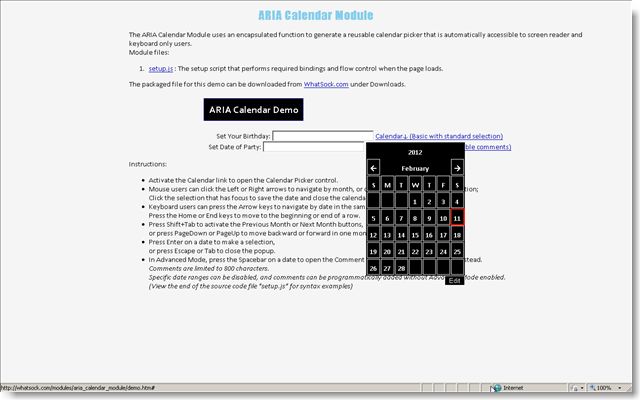 ARIA Calendar Module
The ARIA Calendar Module uses an encapsulated function to generate a reusable calendar picker that is automatically accessible to screen reader and
keyboard only users.
Module files:
1. setup.js : The setup script that performs required bindings and flow control when the page loads.
The packaged file for this demo can be downloaded from WhatSock.com under Downloads.
ARIA Calendar Demo
Set Your Birthday: Calendar↓ (Basic with standard selection)
Set Date of Party: ble comments)
2012
← February →
S M T W T F S
1 2 3 4
5 6 7 8 9 10 11
12 13 14 15 16 17 18
19 20 21 22 23 24 25
26 27 28
Edit
Instructions:
• Activate the Calendar link to open the Calendar Picker control.
• Mouse users can click the Left or Right arrows to navigate by month, or tion;
Click the selection that has focus to save the date and close the calenda
• Keyboard users can press the Arrow keys to navigate by date in the sam
Press the Home or End keys to move to the beginning or end of a row.
• Press Shift+Tab to activate the Previous Month or Next Month buttons,
or press PageDown or PageUp to move backward or forward in one mon
• Press Enter on a date to make a selection,
or press Escape or Tab to close the popup.
• In Advanced Mode, press the Spacebar on a date to open the Comment stead.
Comments are limited to 800 characters.
Specific date ranges can be disabled, and comments can be programmatically added without Advanced Mode enabled.
(View the end of the source code file "setup.js" for syntax examples)
http://whatsock.com/modules/aria_calendar_module/demo.htm# Internet 100%